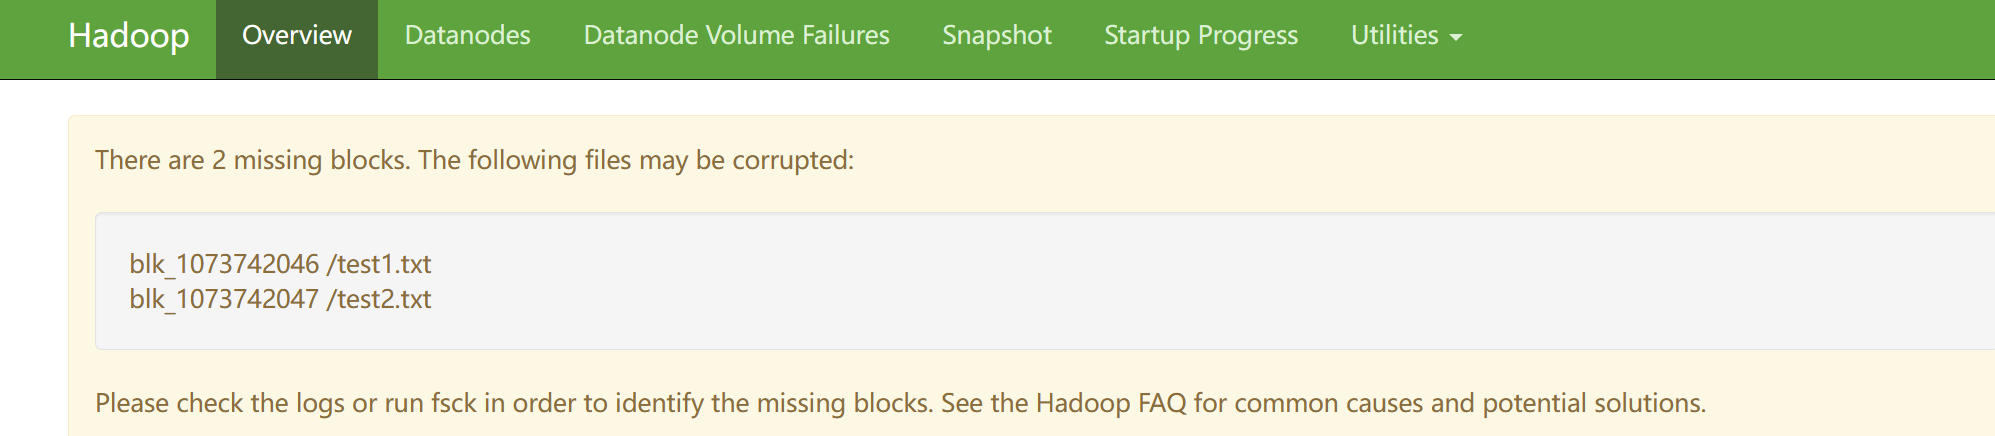 Hadoop Overview Datanodes Datanode Volume Failures Snapshot Startup Progress Utilities
There are 2 missing blocks. The following files may be corrupted:
blk_1073742046 /test1.txt
blk_1073742047 /test2.txt
Please check the logs or run fsck in order to identify the missing blocks. See the Hadoop FAQ for common causes and potential solutions.